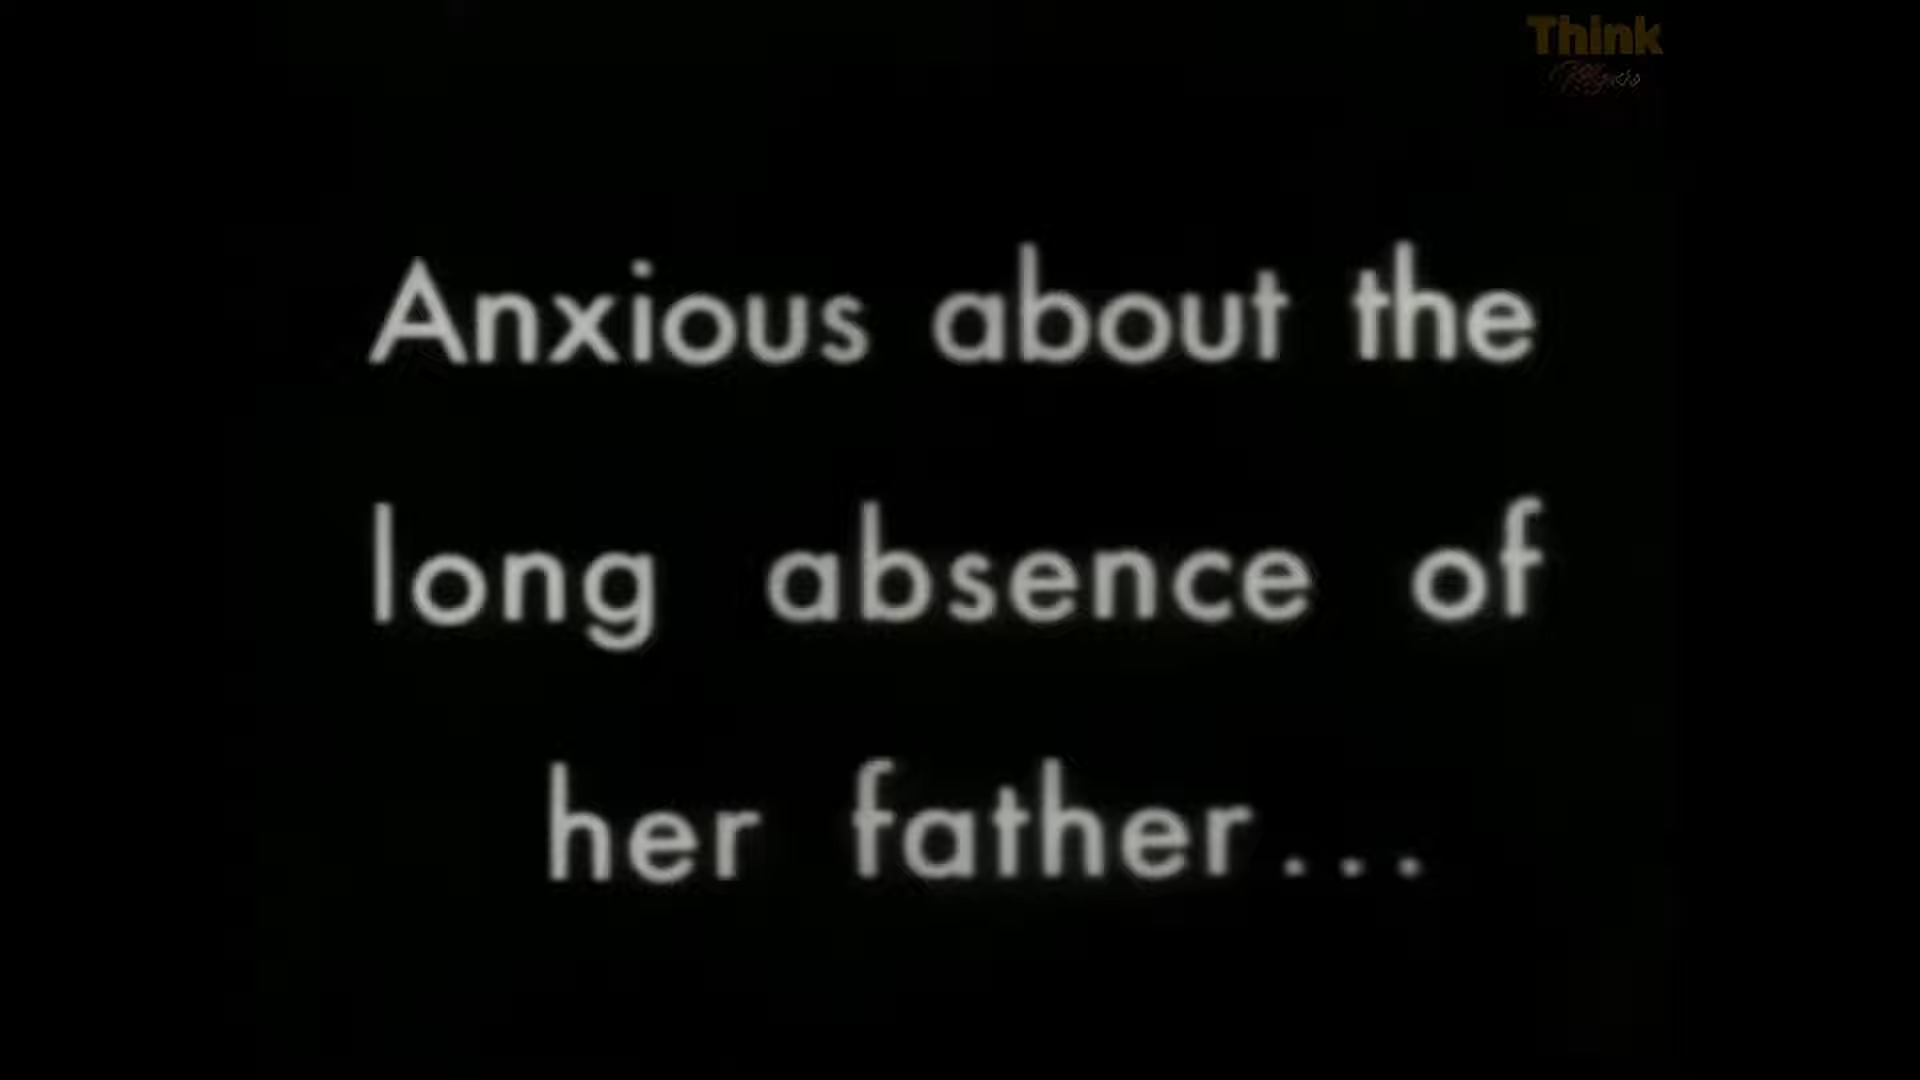 Think
Anxious about the
long absence of
her father...